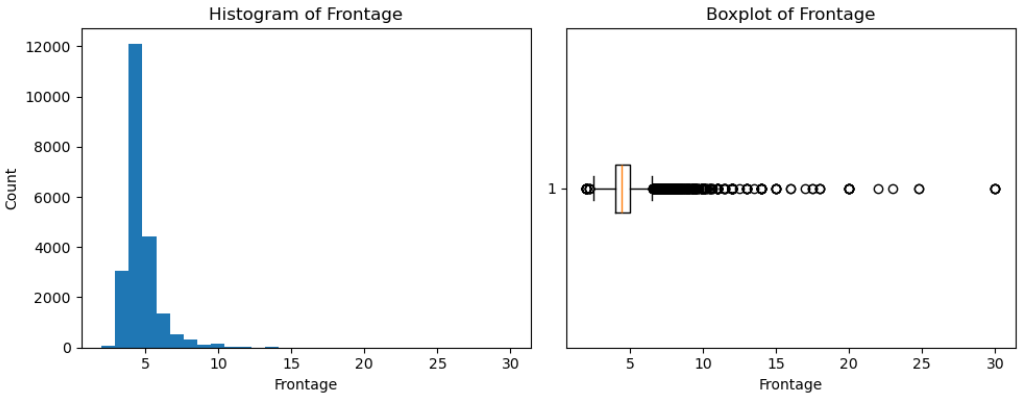 Histogram of Frontage
12000
10000
8000
6000
4000
2000
0
Count
5 10 15 20 25 30
Frontage
Boxplot of Frontage
1
5 10 15 20 25 30
Frontage